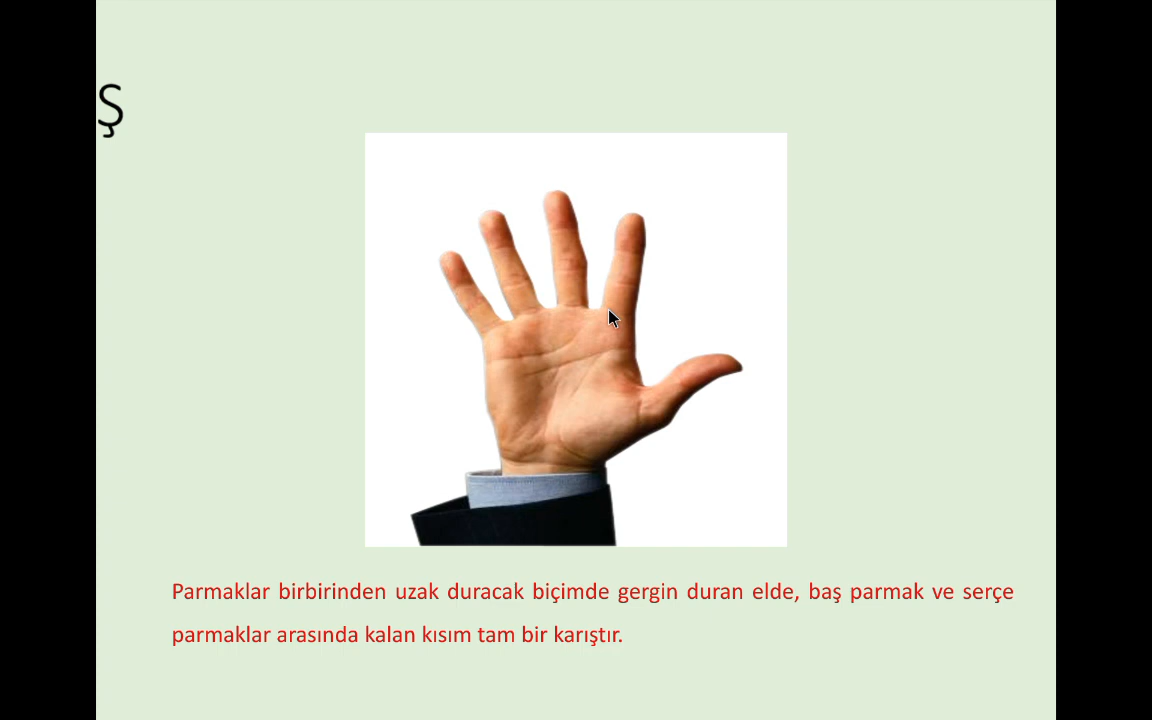 Ş
Parmaklar birbirinden uzak duracak biçimde gergin duran elde, baş parmak ve serçe
parmaklar arasında kalan kısım tam bir karıştır.